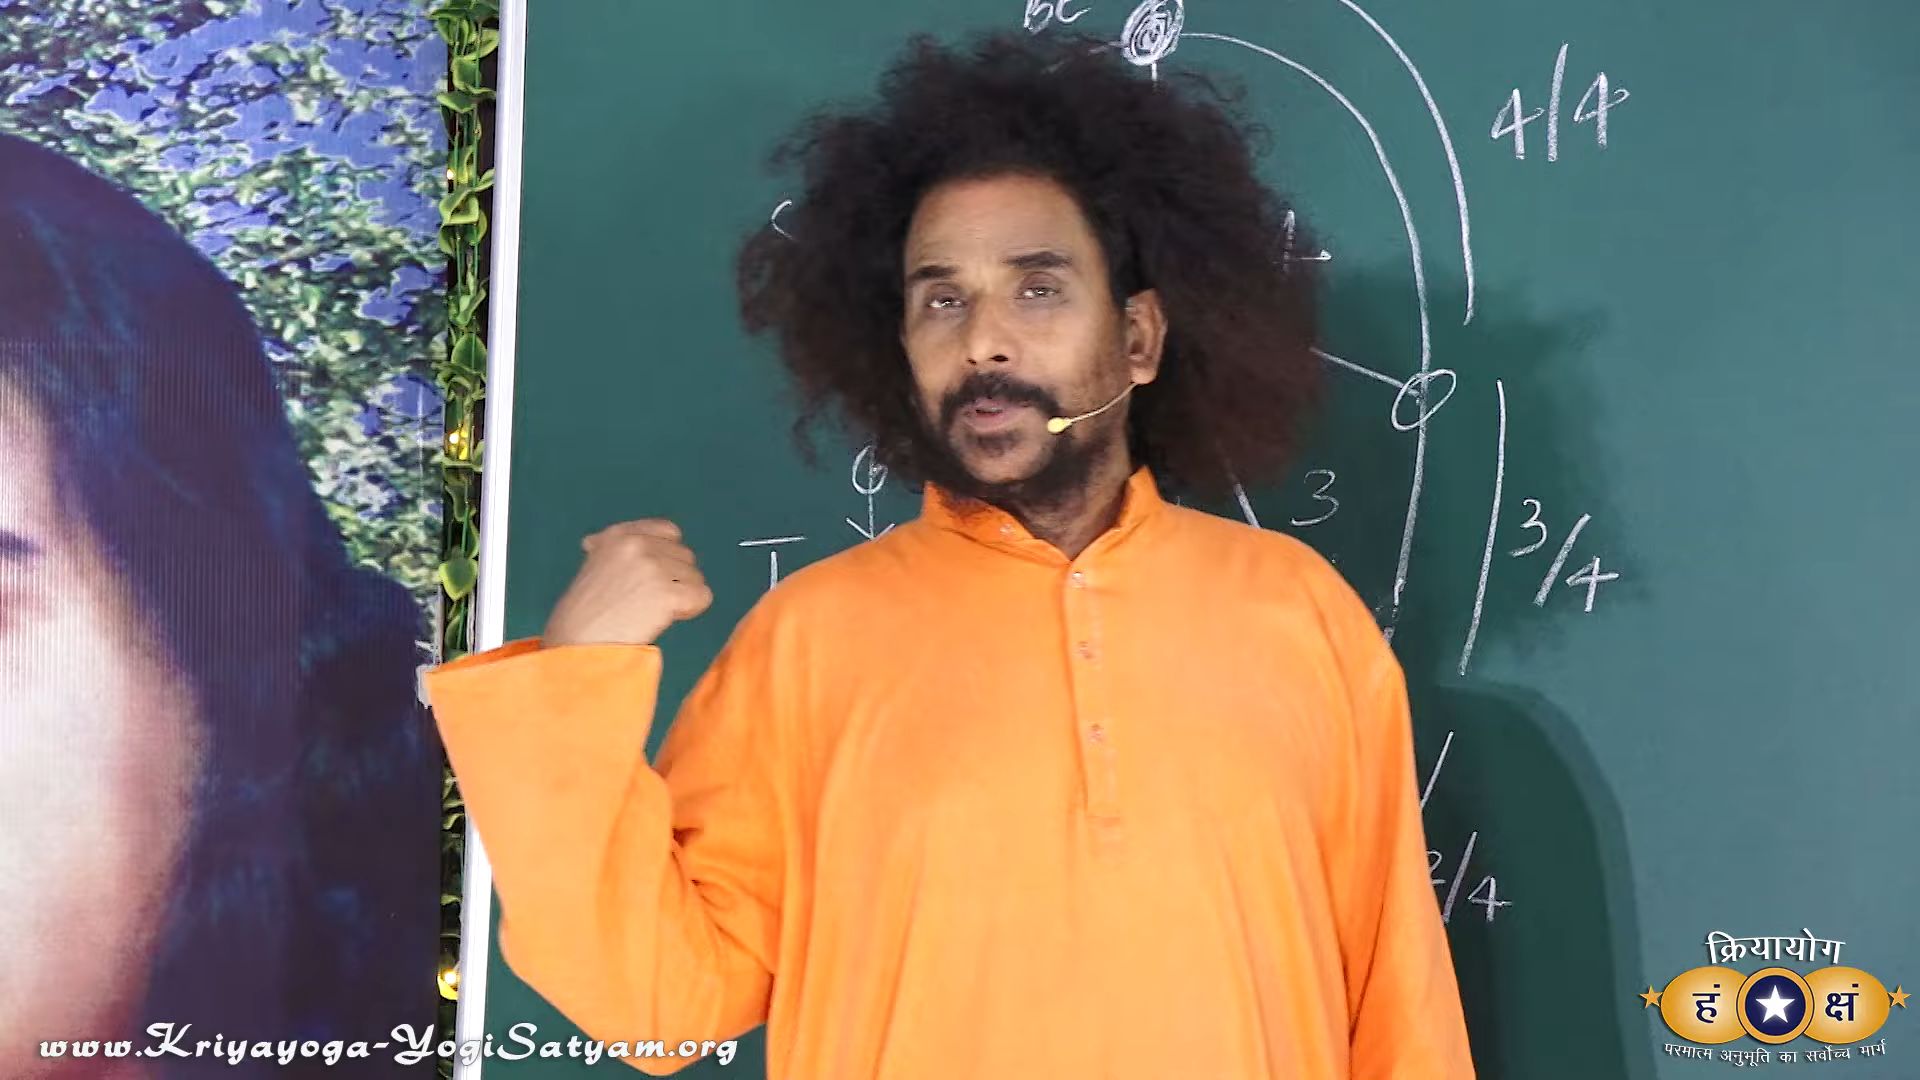 4/4
3
3/4
2/4
क्रियायोग
हं क्षं
परमात्म अनुभूति का सर्वोच्च मार्ग
www.Kriyayoga-YogiSatyam.org